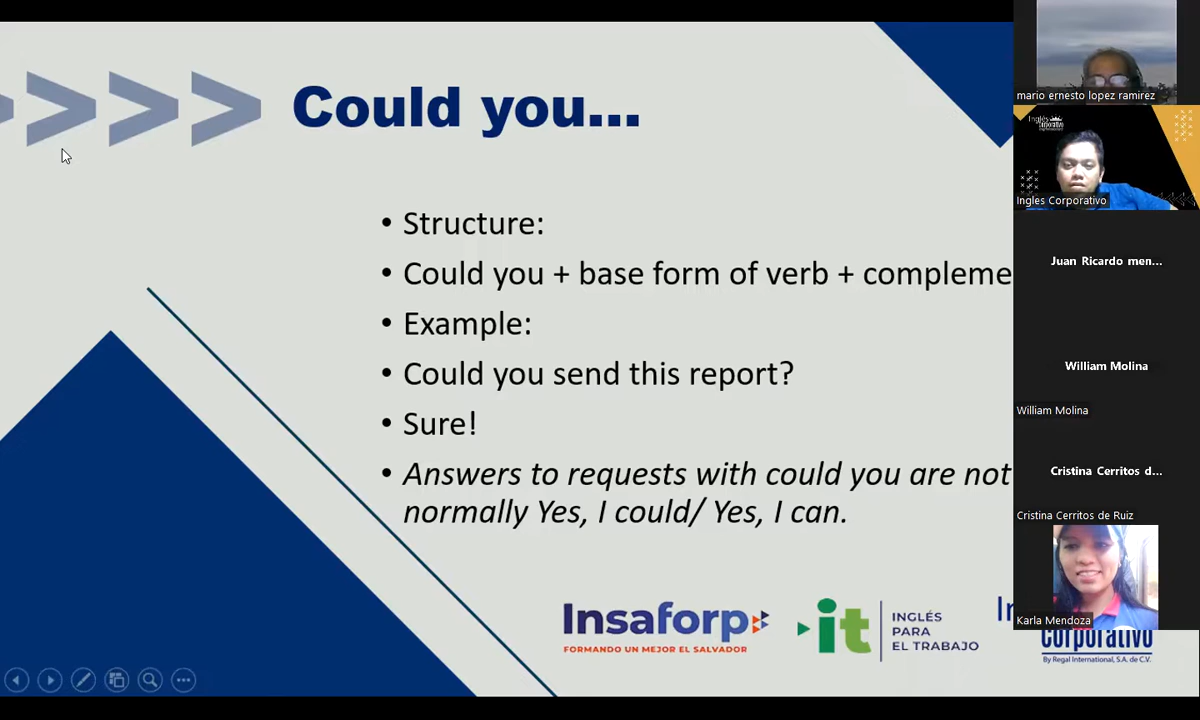 Could you...
• Structure:
• Could you + base form of verb + compleme
• Example:
• Could you send this report?
• Sure!
• Answers to requests with could you are not
normally Yes, I could/ Yes, I can.
Insaforp
FORMANDO UN MEJOR EL SALVADOR
it
INGLÉS
PARA
EL TRABAJO
In
corporativo
By Regal International, S.A. de C.V.
mario ernesto lopez ramirez
Inglés
Corporativo
Ingles Corporativo
Juan Ricardo men...
William Molina
William Molina
Cristina Cerritos d...
Cristina Cerritos de Ruiz
Karla Mendoza